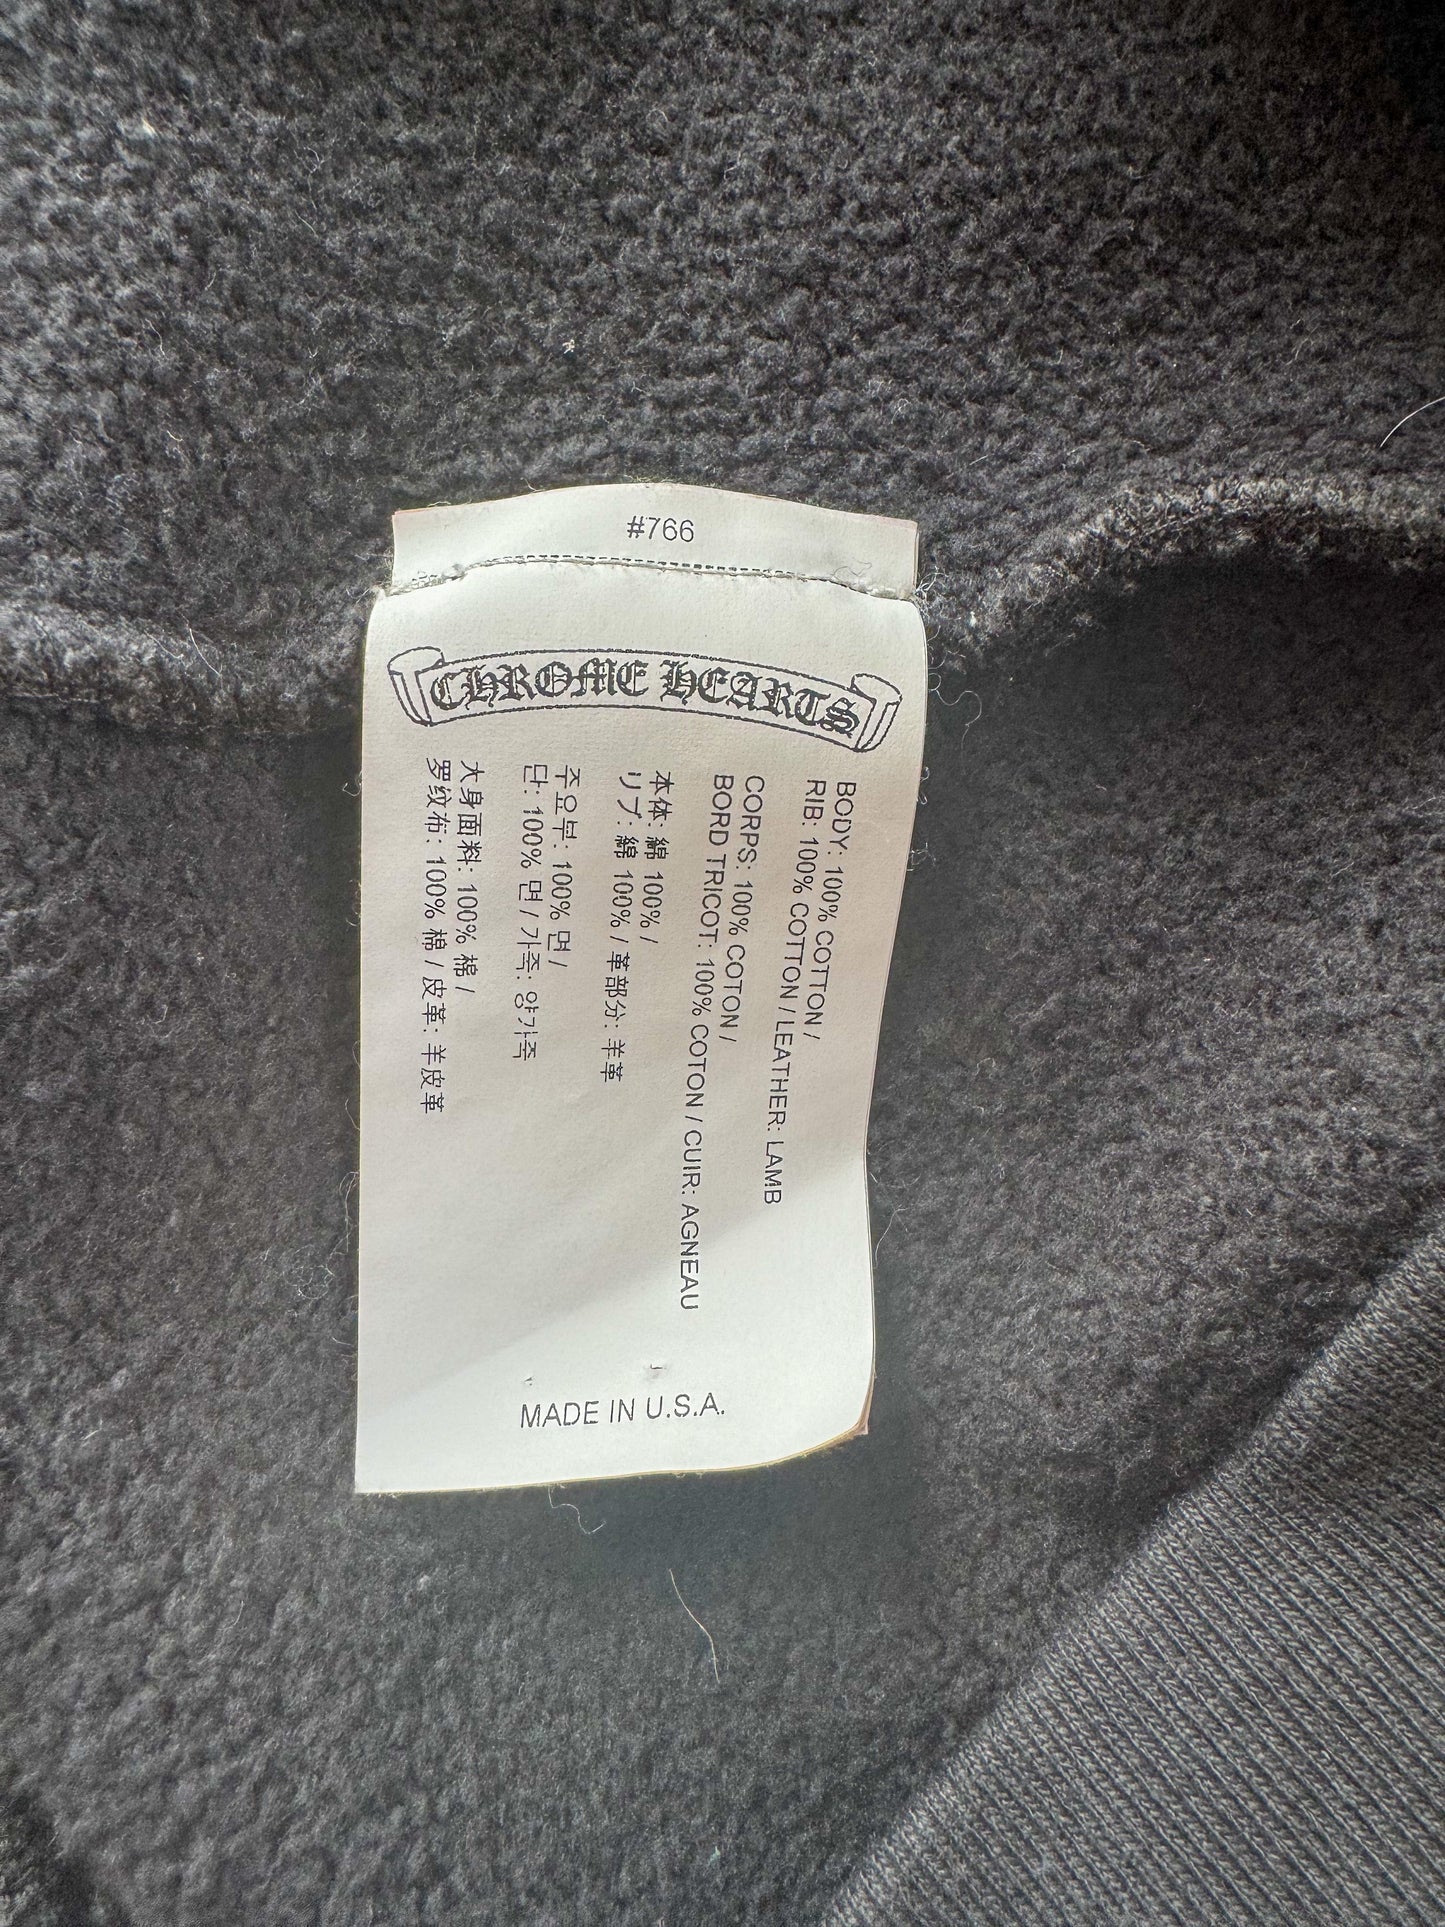 #766
CHROME HEARTS
BODY: 100% COTTON /
RIB: 100% COTTON / LEATHER: LAMB
CORPS: 100% COTON /
BORD TRICOT: 100% COTON / CUIR: AGNEAU
本体: 綿 100% /
リブ: 綿 100% / 革部分: 羊革
주요부: 100% 면 /
단: 100% 면 / 가죽: 양가죽
大身面料: 100% 棉 /
罗纹布: 100% 棉 / 皮革: 羊皮革
MADE IN U.S.A.